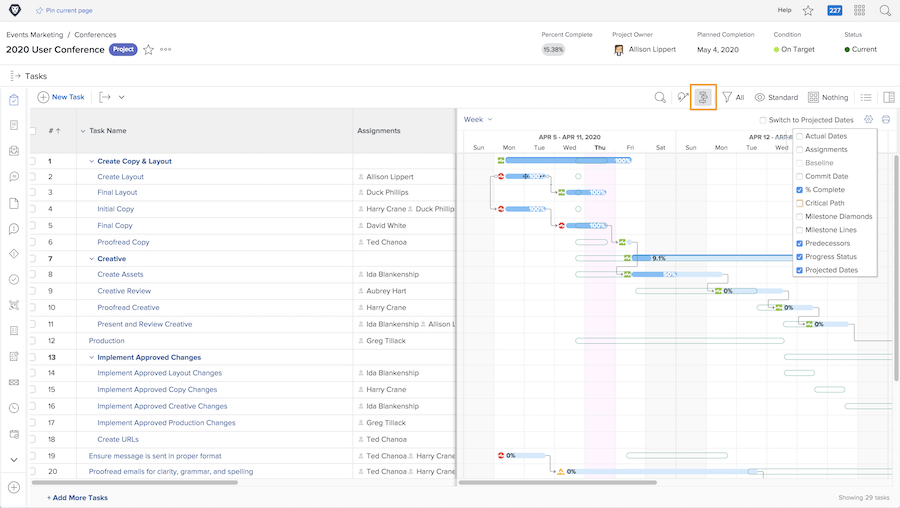 Pin current page
Help
227
Events Marketing / Conferences
2020 User Conference Project
Percent Complete
15.38%
Project Owner
Allison Lippert
Planned Completion
May 4, 2020
Condition
On Target
Status
Current
Tasks
New Task
All
Standard
Nothing
# Task Name Assignments
Week
Switch to Projected Dates
APR 5 - APR 11, 2020
APR 12 -
Sun Mon Tue Wed Thu Fri Sat Sun Mon Tue Wed
Actual Dates
Assignments
Baseline
Commit Date
% Complete
Critical Path
Milestone Diamonds
Milestone Lines
Predecessors
Progress Status
Projected Dates
1 Create Copy & Layout 100%
2 Create Layout Allison Lippert 100%
3 Final Layout Duck Phillips 100%
4 Initial Copy Harry Crane Duck Phillips 100%
5 Final Copy David White 100%
6 Proofread Copy Ted Chanoa
7 Creative 9.1%
8 Create Assets Ida Blankenship 50%
9 Creative Review Aubrey Hart 0%
10 Proofread Creative Harry Crane 0%
11 Present and Review Creative Ida Blankenship Allison L 0%
12 Production Greg Tillack
13 Implement Approved Changes
14 Implement Approved Layout Changes Ida Blankenship
15 Implement Approved Copy Changes Harry Crane
16 Implement Approved Creative Changes Ida Blankenship
17 Implement Approved Production Changes Greg Tillack
18 Create URLs Ted Chanoa
19 Ensure message is sent in proper format Ted Chanoa Harry Crane 0%
20 Proofread emails for clarity, grammar, and spelling Ted Chanoa Harry Crane 0%
+ Add More Tasks
Showing 29 tasks